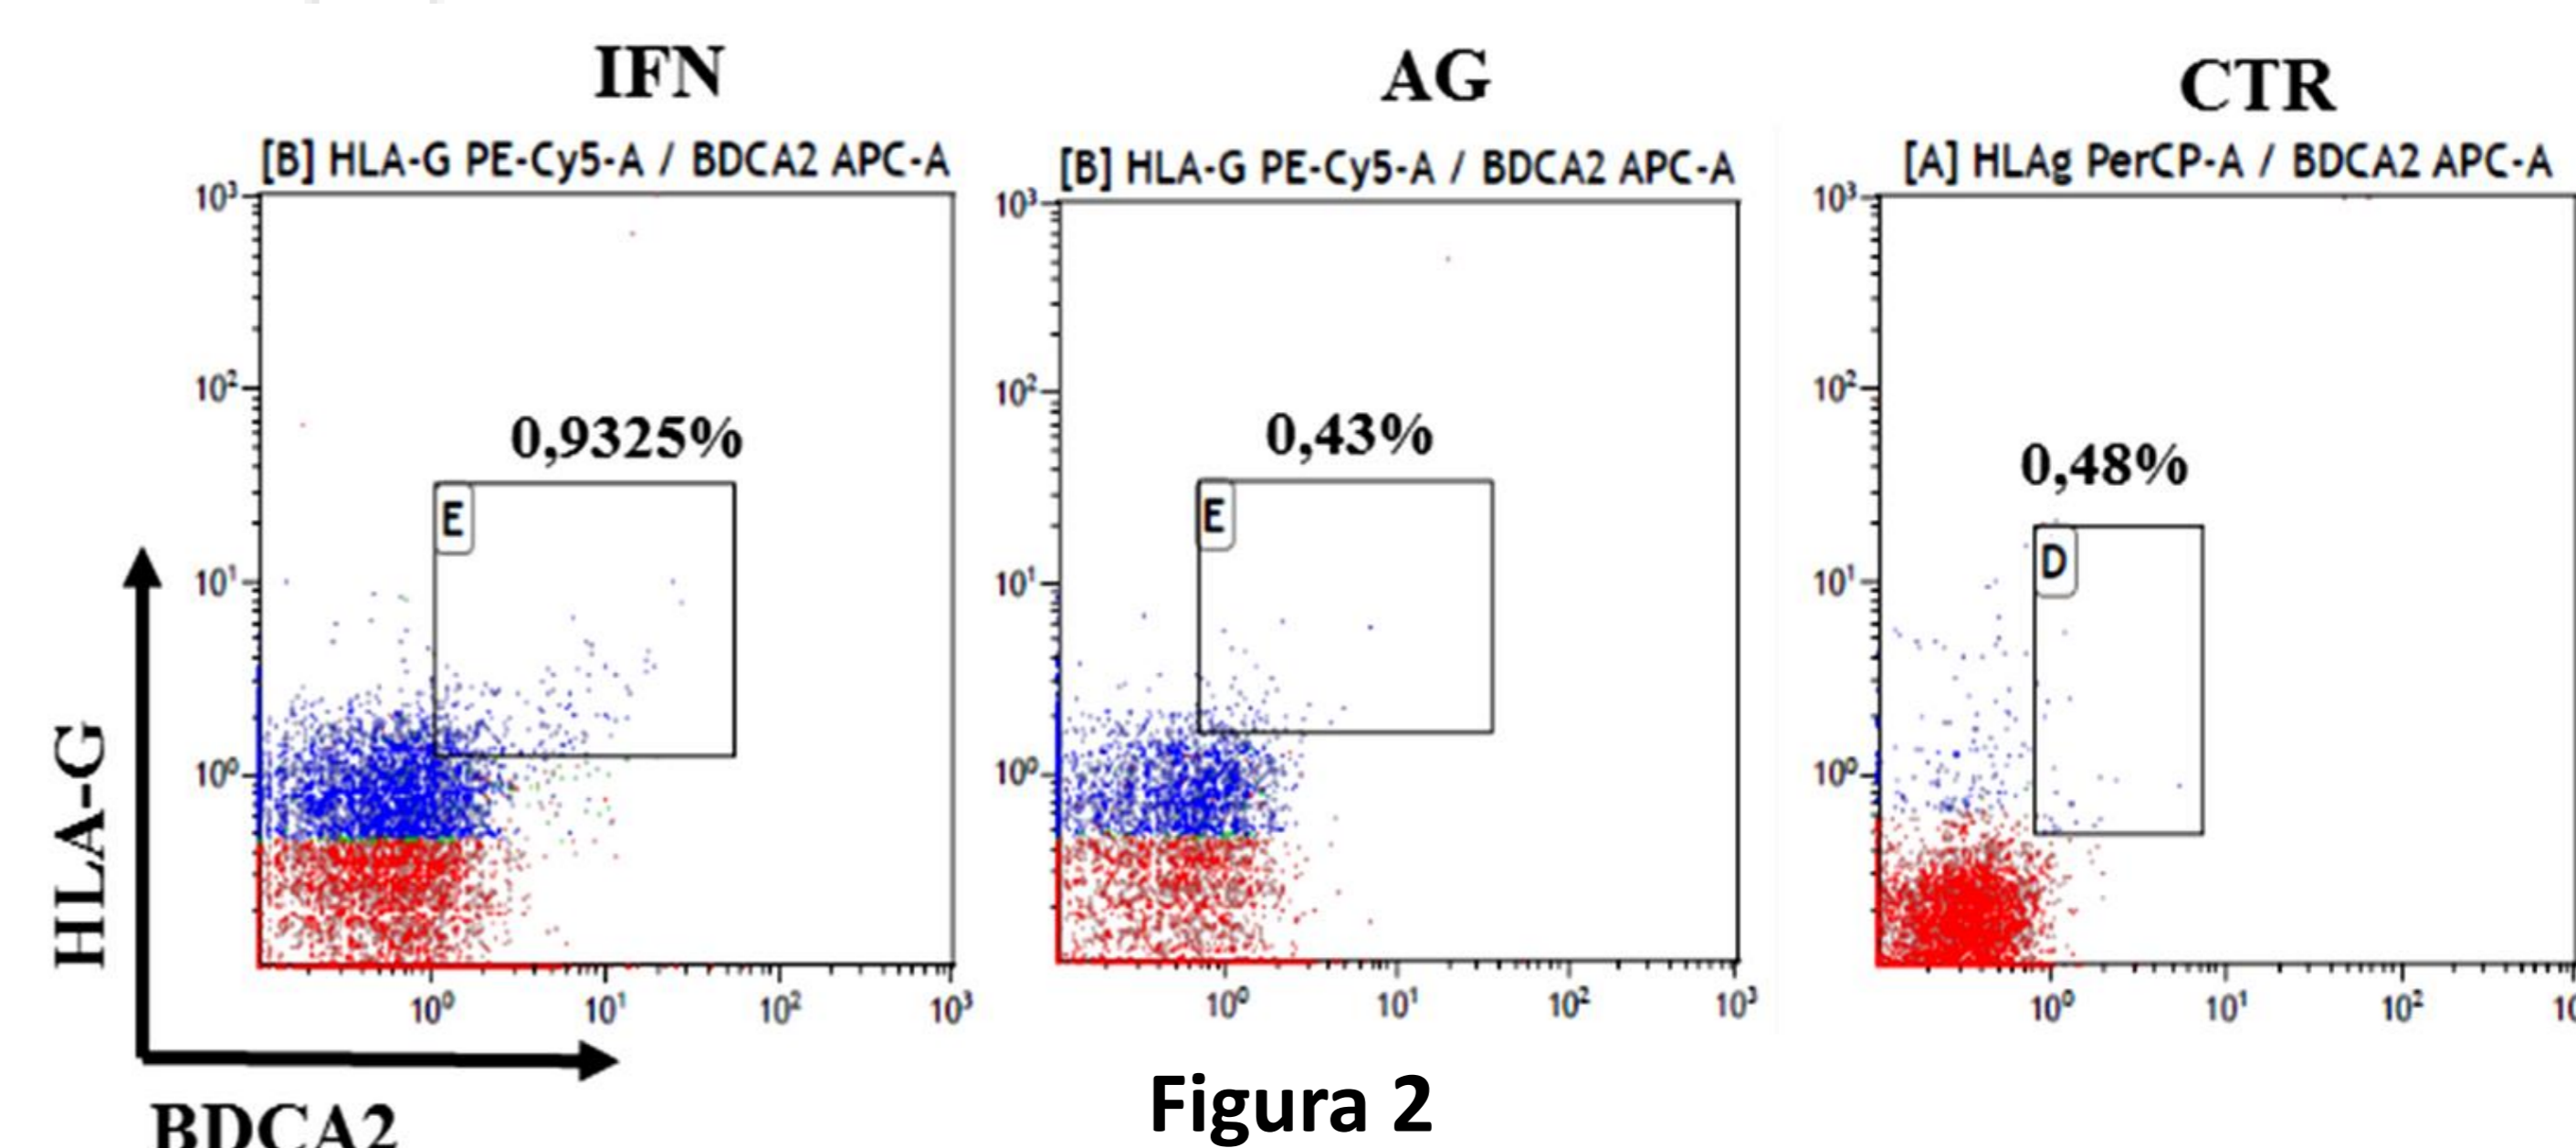 IFN
AG
CTR
[B] HLA-G PE-Cy5-A / BDCA2 APC-A
[B] HLA-G PE-Cy5-A / BDCA2 APC-A
[A] HLAg PerCP-A / BDCA2 APC-A
10³
10²
10¹
10⁰
0,9325%
E
10⁰ 10¹ 10² 10³
10³
10²
10¹
10⁰
0,43%
E
10⁰ 10¹ 10² 10³
10³
10²
10¹
10⁰
0,48%
D
10⁰ 10¹ 10²
HLA-G
BDCA2
Figura 2